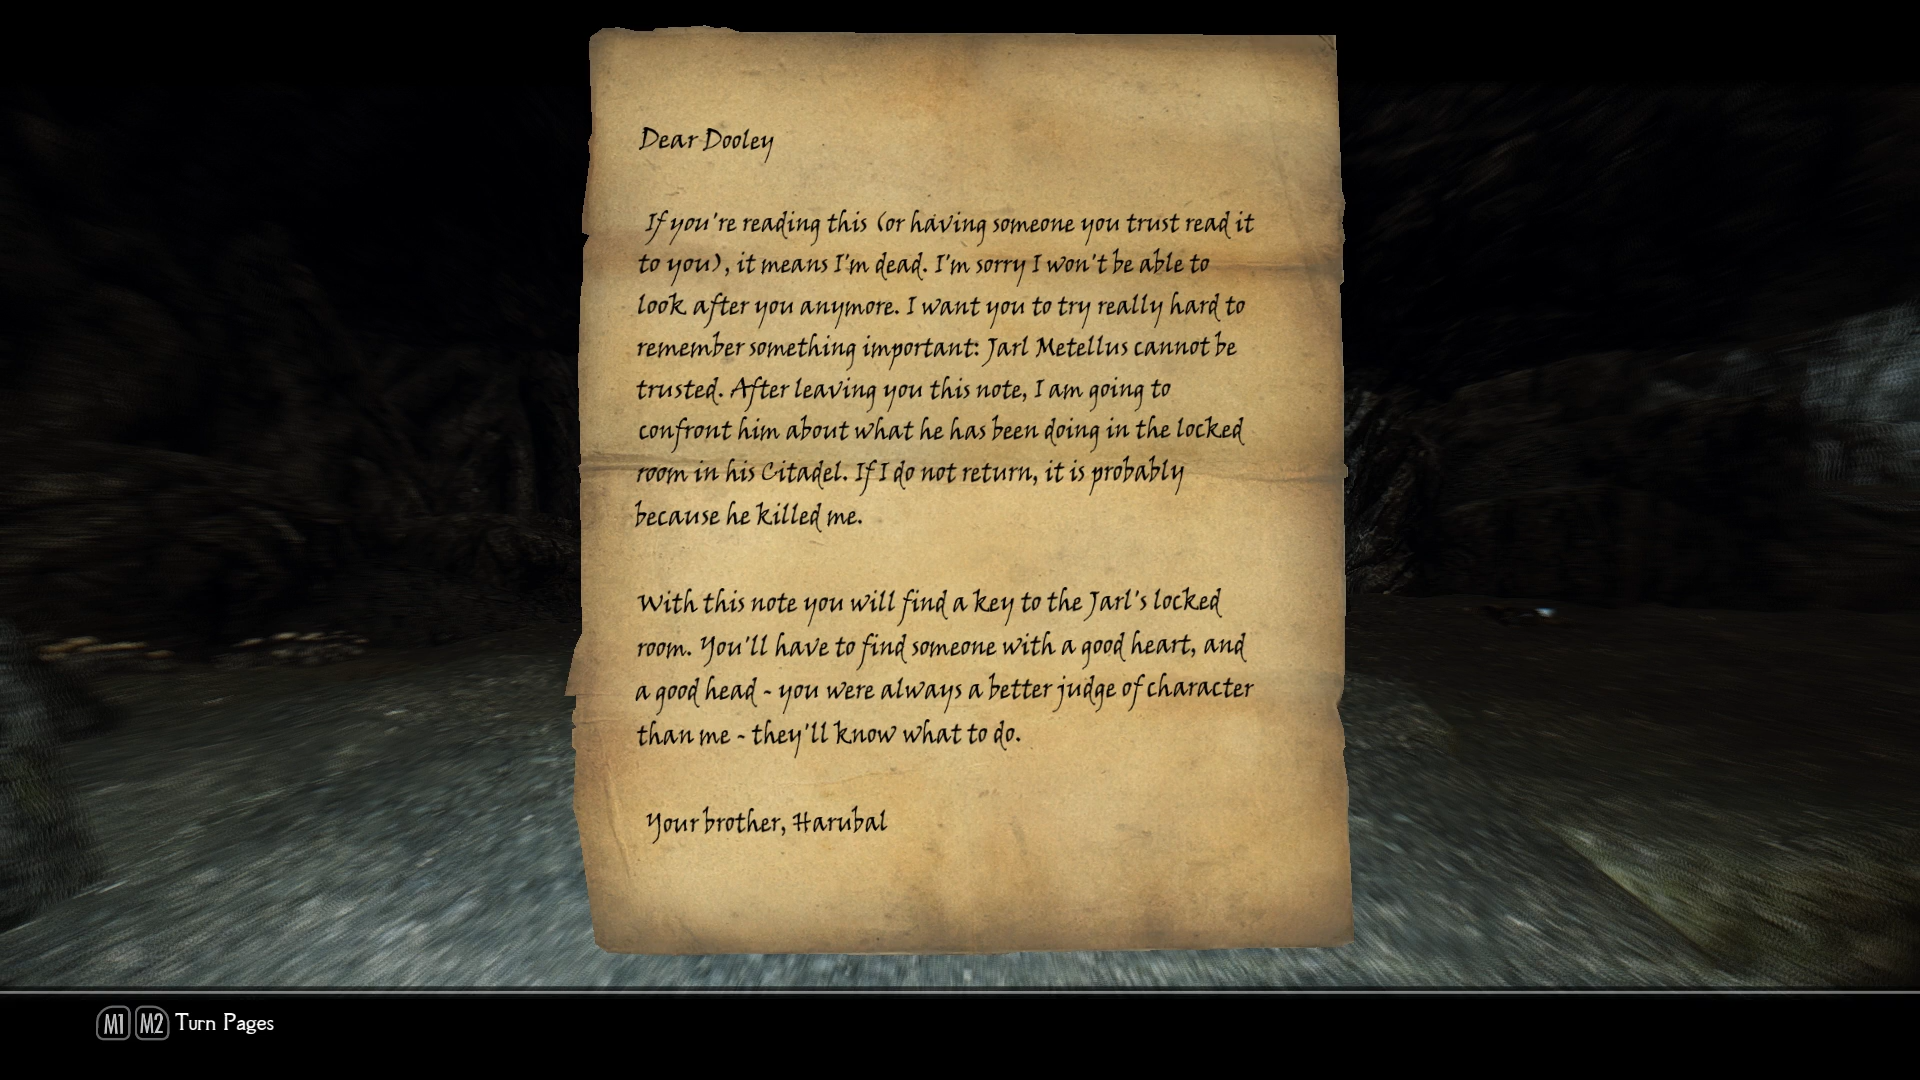 Dear Dooley
If you're reading this (or having someone you trust read it
to you), it means I'm dead. I'm sorry I won't be able to
look after you anymore. I want you to try really hard to
remember something important: Jarl Metellus cannot be
trusted. After leaving you this note, I am going to
confront him about what he has been doing in the locked
room in his Citadel. If I do not return, it is probably
because he killed me.
With this note you will find a key to the Jarl's locked
room. You'll have to find someone with a good heart, and
a good head - you were always a better judge of character
than me - they'll know what to do.
Your brother, Harubal
M1 M2 Turn Pages